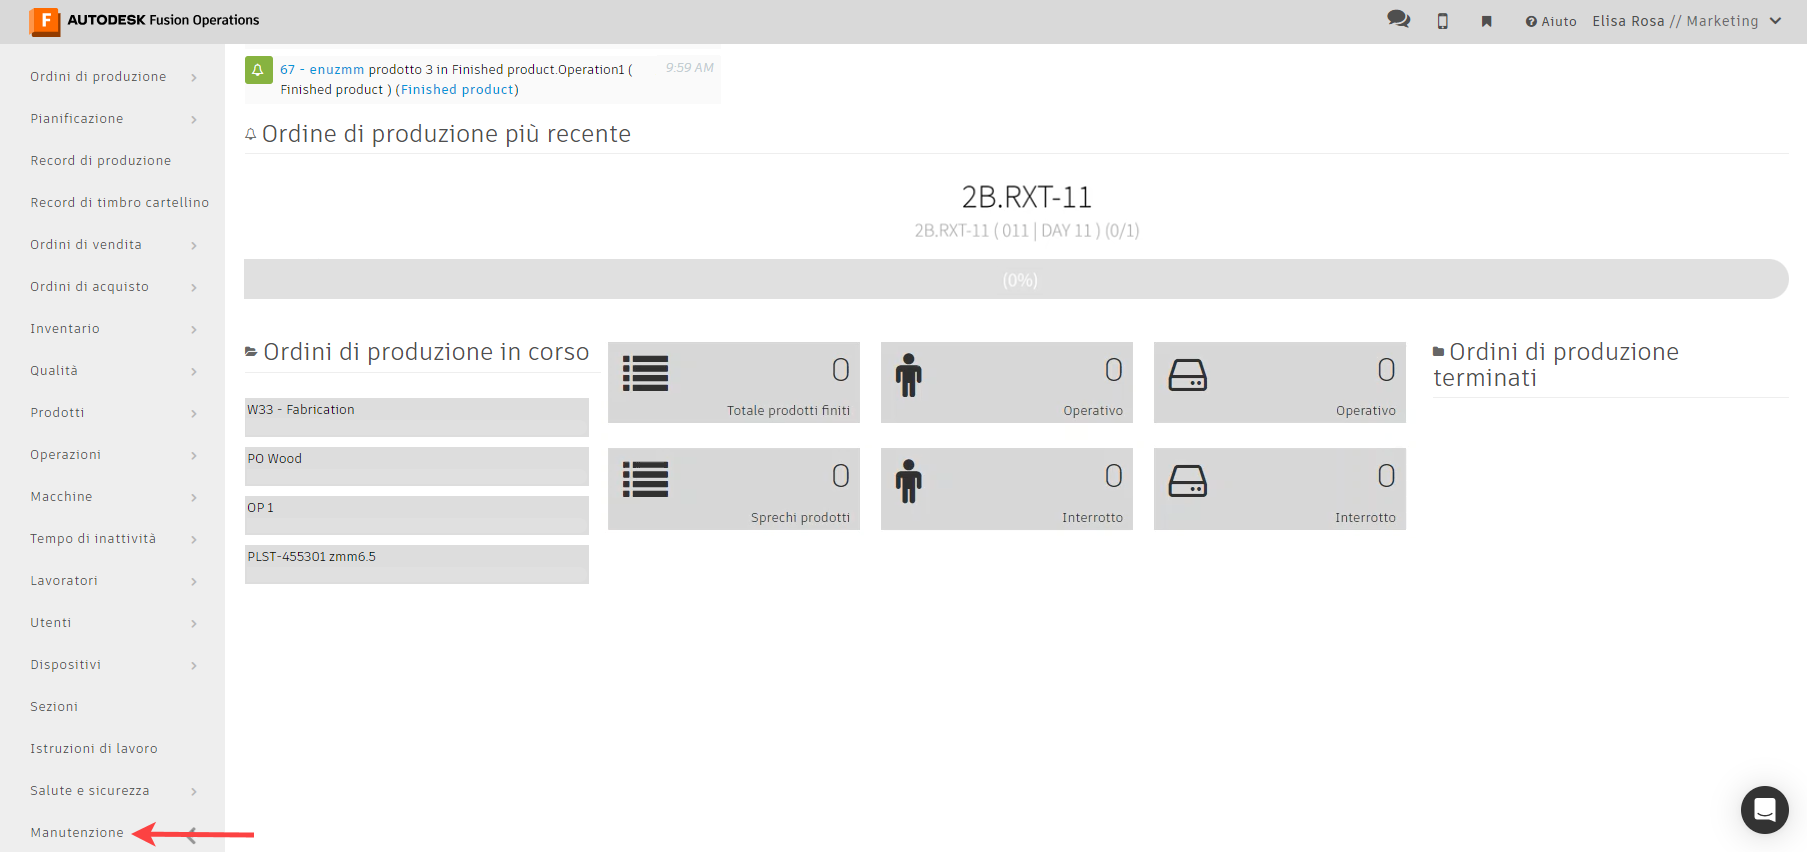 AUTODESK Fusion Operations
Aiuto
Elisa Rosa // Marketing
Ordini di produzione
Pianificazione
Record di produzione
Record di timbro cartellino
Ordini di vendita
Ordini di acquisto
Inventario
Qualità
Prodotti
Operazioni
Macchine
Tempo di inattività
Lavoratori
Utenti
Dispositivi
Sezioni
Istruzioni di lavoro
Salute e sicurezza
Manutenzione
67 - enuzmm prodotto 3 in Finished product.Operation1 (
Finished product ) (Finished product)
9:59 AM
Ordine di produzione più recente
2B.RXT-11
2B.RXT-11 ( 011 | DAY 11 ) (0/1)
(0%)
Ordini di produzione in corso
W33 - Fabrication
PO Wood
OP 1
PLST-455301 zmm6.5
0
Totale prodotti finiti
0
Operativo
0
Operativo
0
Sprechi prodotti
0
Interrotto
0
Interrotto
Ordini di produzione
terminati